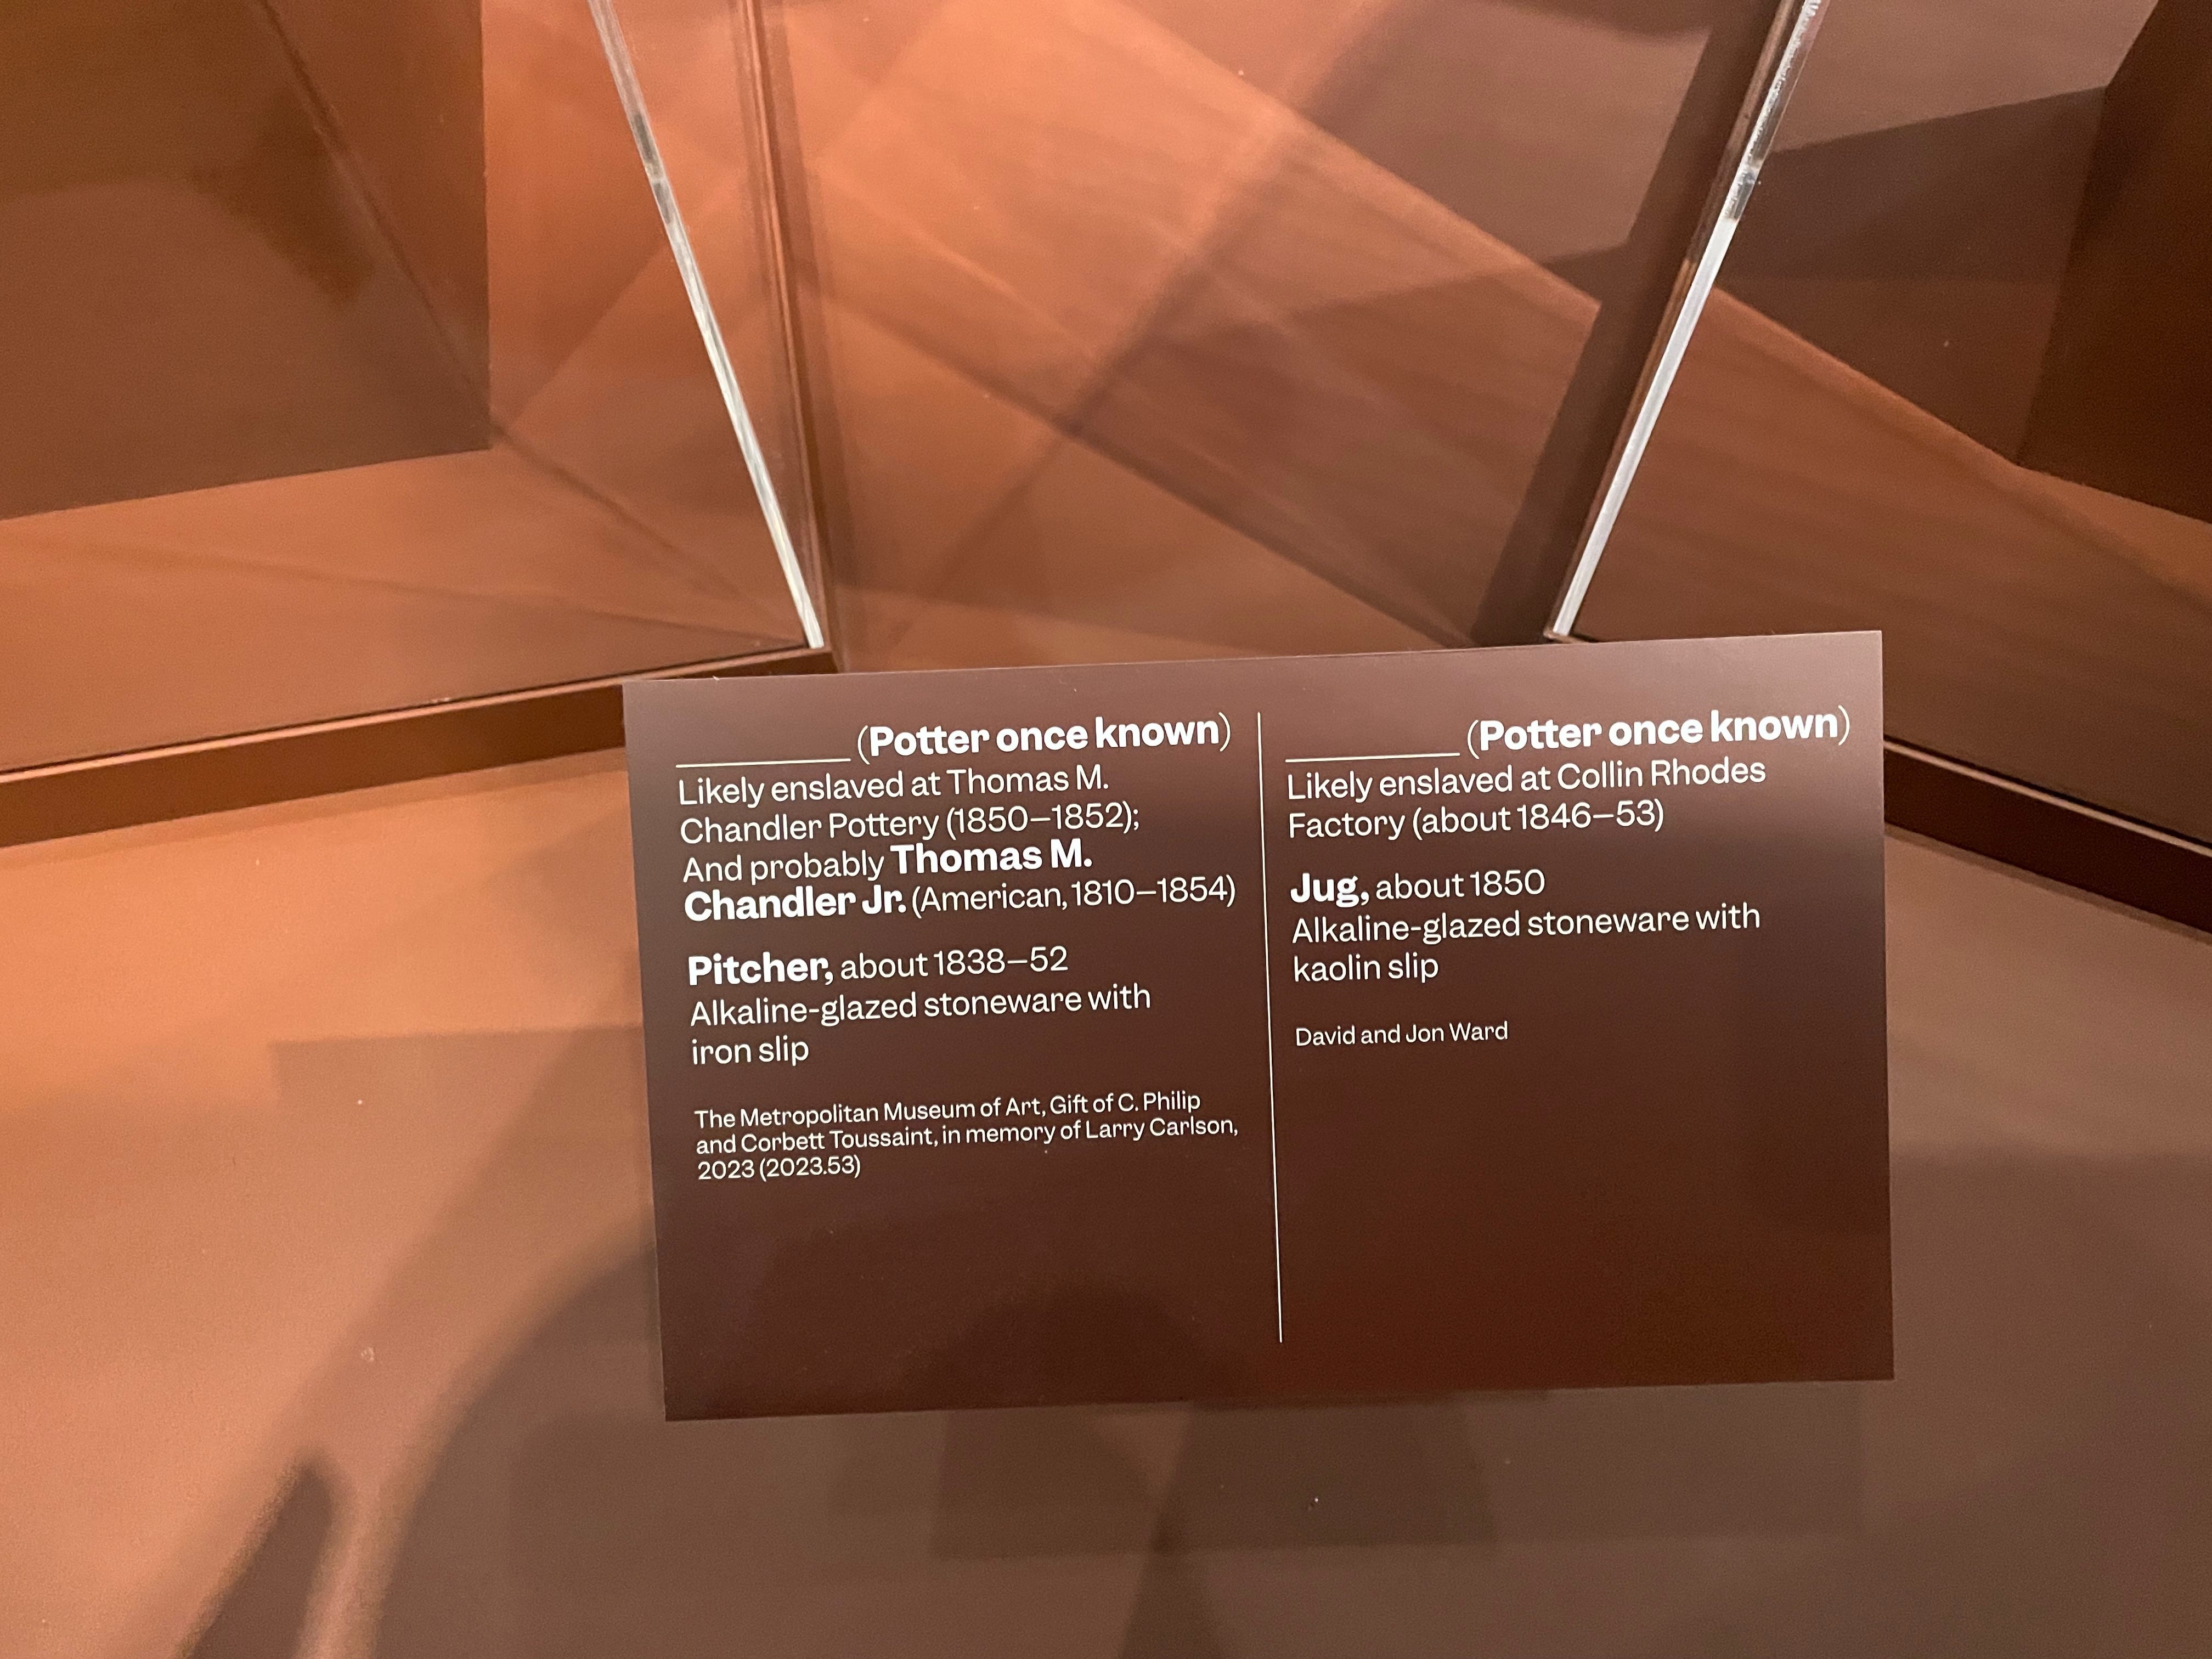 ________ (Potter once known)
Likely enslaved at Thomas M.
Chandler Pottery (1850–1852);
And probably Thomas M.
Chandler Jr. (American, 1810–1854)
Pitcher, about 1838–52
Alkaline-glazed stoneware with
iron slip
The Metropolitan Museum of Art, Gift of C. Philip
and Corbett Toussaint, in memory of Larry Carlson,
2023 (2023.53)
________ (Potter once known)
Likely enslaved at Collin Rhodes
Factory (about 1846–53)
Jug, about 1850
Alkaline-glazed stoneware with
kaolin slip
David and Jon Ward